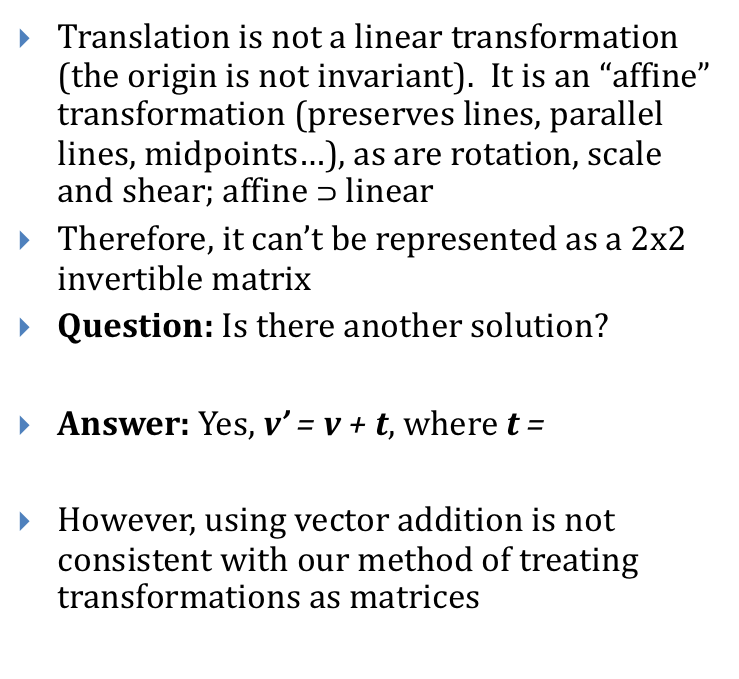 Translation is not a linear transformation
(the origin is not invariant).  It is an “affine”
transformation (preserves lines, parallel
lines, midpoints…), as are rotation, scale
and shear; affine ⊃ linear
Therefore, it can’t be represented as a 2x2
invertible matrix
Question: Is there another solution?
Answer: Yes, v’ = v + t, where t =
However, using vector addition is not
consistent with our method of treating
transformations as matrices